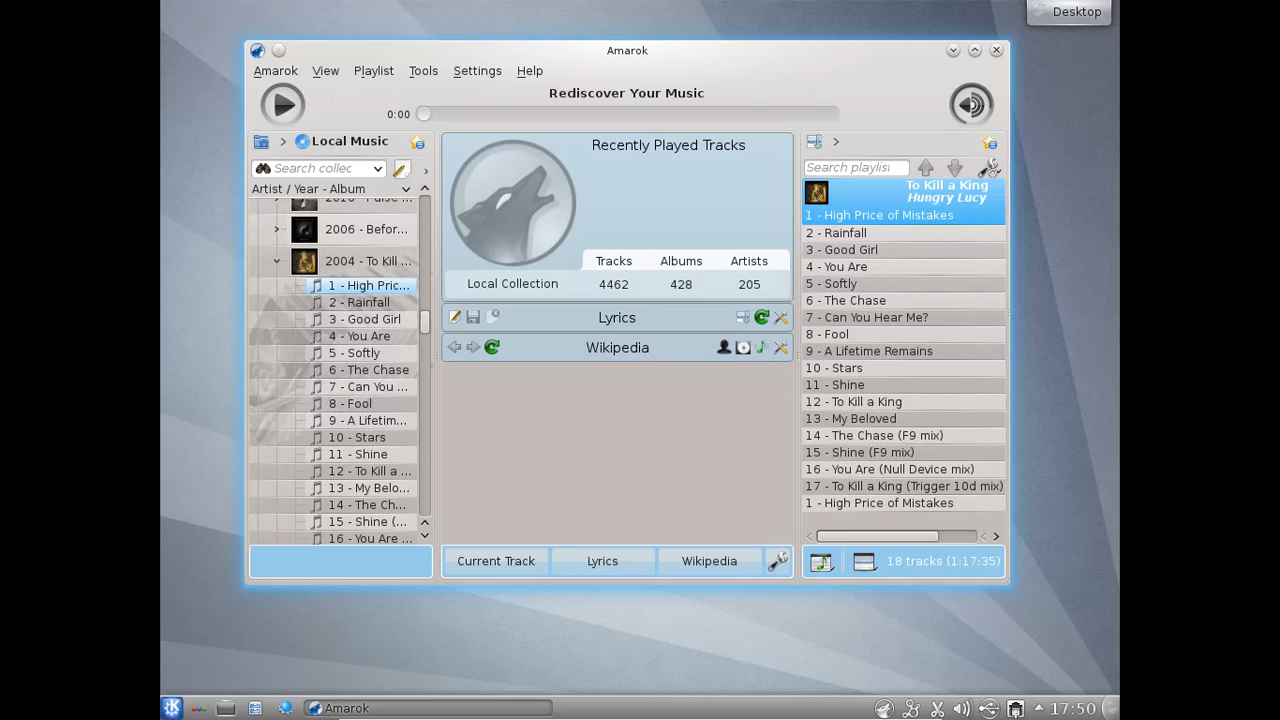 Desktop
Amarok
Amarok View Playlist Tools Settings Help
Rediscover Your Music
0:00
Local Music
Search collec
Artist / Year - Album
2006 - Befor...
2004 - To Kill ...
1 - High Pric...
2 - Rainfall
3 - Good Girl
4 - You Are
5 - Softly
6 - The Chase
7 - Can You ...
8 - Fool
9 - A Lifetim...
10 - Stars
11 - Shine
12 - To Kill a ...
13 - My Belo...
14 - The Ch...
15 - Shine (...
16 - You Are ...
Recently Played Tracks
Tracks Albums Artists
Local Collection 4462 428 205
Lyrics
Wikipedia
Current Track Lyrics Wikipedia
Search playlist
To Kill a King
Hungry Lucy
1 - High Price of Mistakes
2 - Rainfall
3 - Good Girl
4 - You Are
5 - Softly
6 - The Chase
7 - Can You Hear Me?
8 - Fool
9 - A Lifetime Remains
10 - Stars
11 - Shine
12 - To Kill a King
13 - My Beloved
14 - The Chase (F9 mix)
15 - Shine (F9 mix)
16 - You Are (Null Device mix)
17 - To Kill a King (Trigger 10d mix)
1 - High Price of Mistakes
18 tracks (1:17:35)
Amarok
17:50